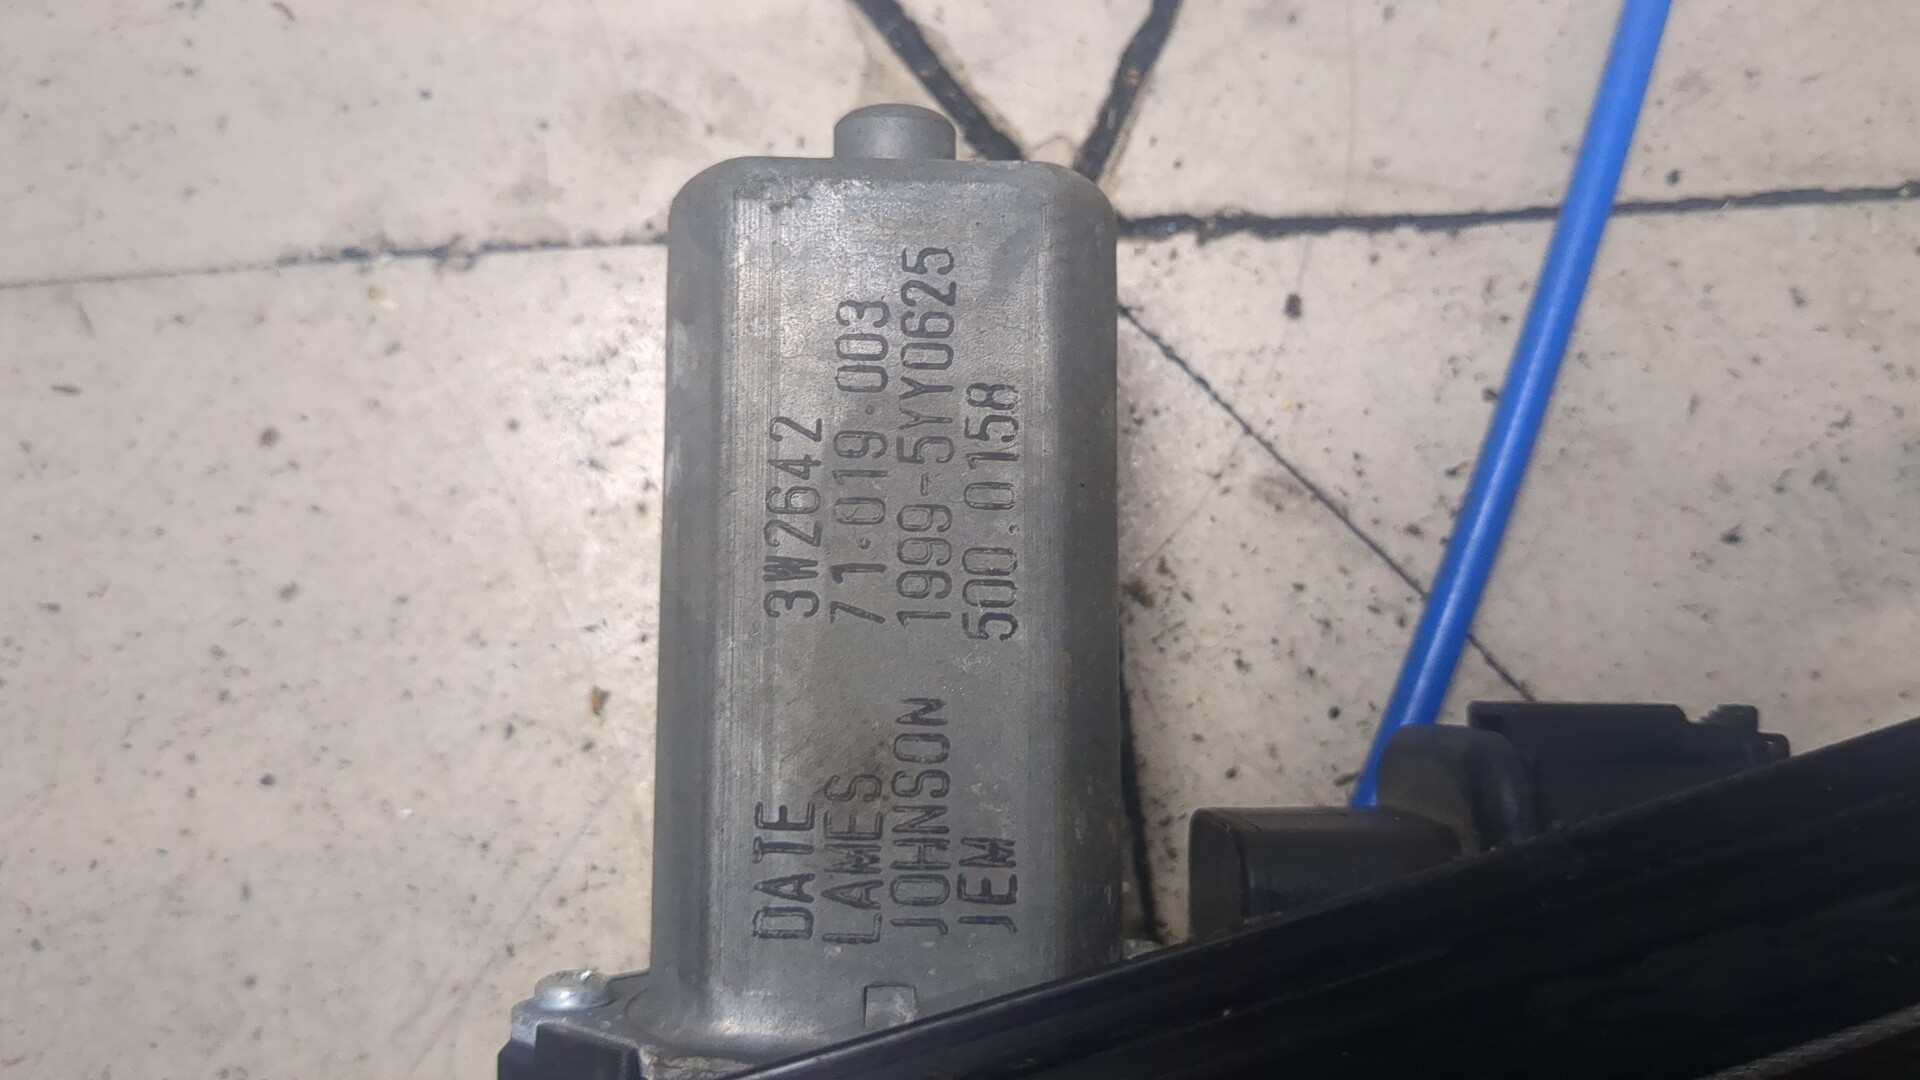 DATE 3W2642
LAMES 71.019.003
JOHNSON 1999-5YY0625
JEM 500.0158